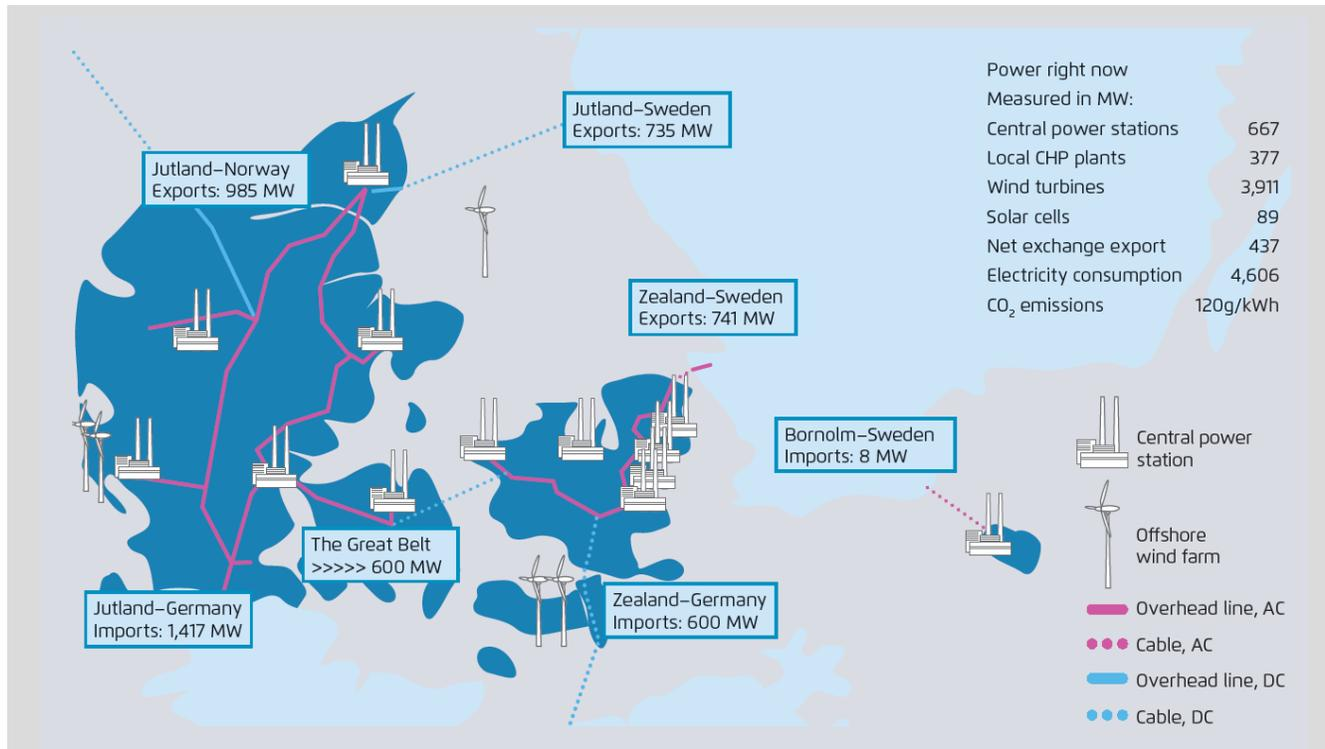 Jutland–Sweden
Exports: 735 MW
Jutland–Norway
Exports: 985 MW
Zealand–Sweden
Exports: 741 MW
Bornolm–Sweden
Imports: 8 MW
The Great Belt
>>>>> 600 MW
Jutland–Germany
Imports: 1,417 MW
Zealand–Germany
Imports: 600 MW
Power right now
Measured in MW:
Central power stations 667
Local CHP plants 377
Wind turbines 3,911
Solar cells 89
Net exchange export 437
Electricity consumption 4,606
CO₂ emissions 120g/kWh
Central power
station
Offshore
wind farm
Overhead line, AC
Cable, AC
Overhead line, DC
Cable, DC